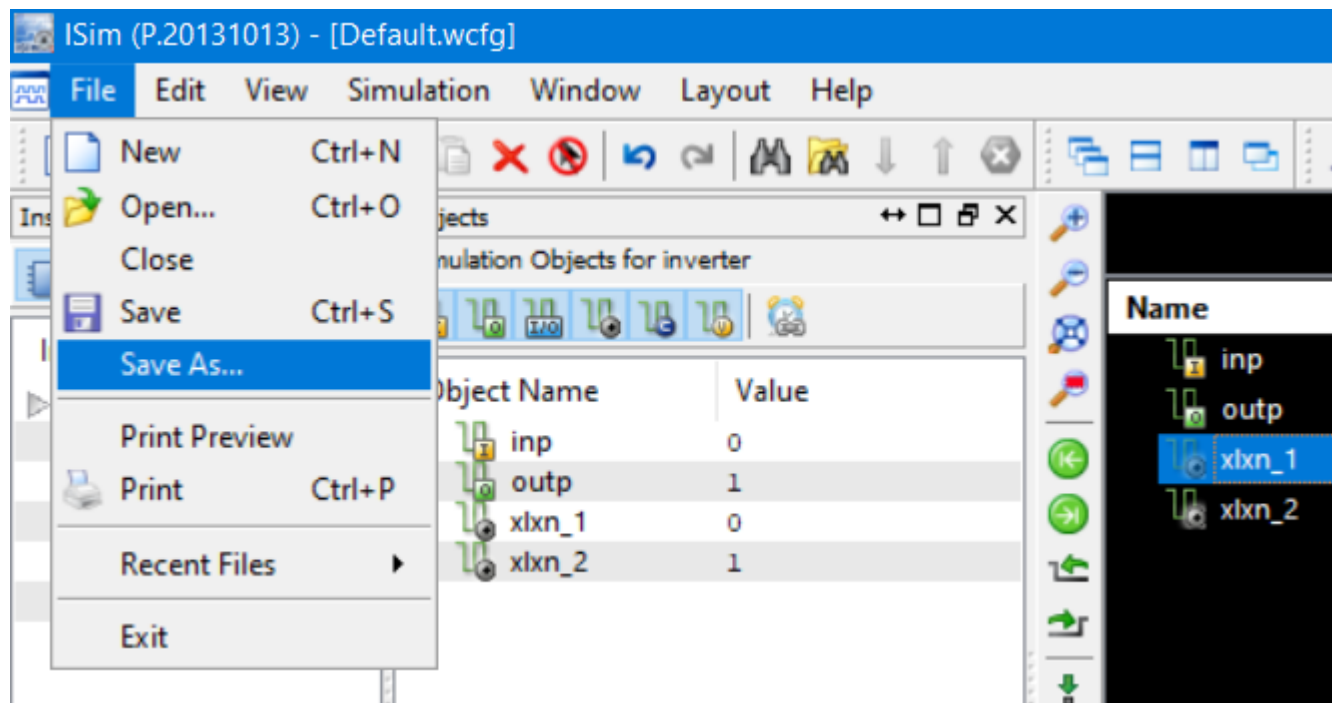 ISim (P.20131013) - [Default.wcfg]
File Edit View Simulation Window Layout Help
New Ctrl+N
Open... Ctrl+O
Close
Save Ctrl+S
Save As...
Print Preview
Print Ctrl+P
Recent Files
Exit
Ins
jects
mulation Objects for inverter
bject Name Value
inp 0
outp 1
xlxn_1 0
xlxn_2 1
Name
inp
outp
xlxn_1
xlxn_2